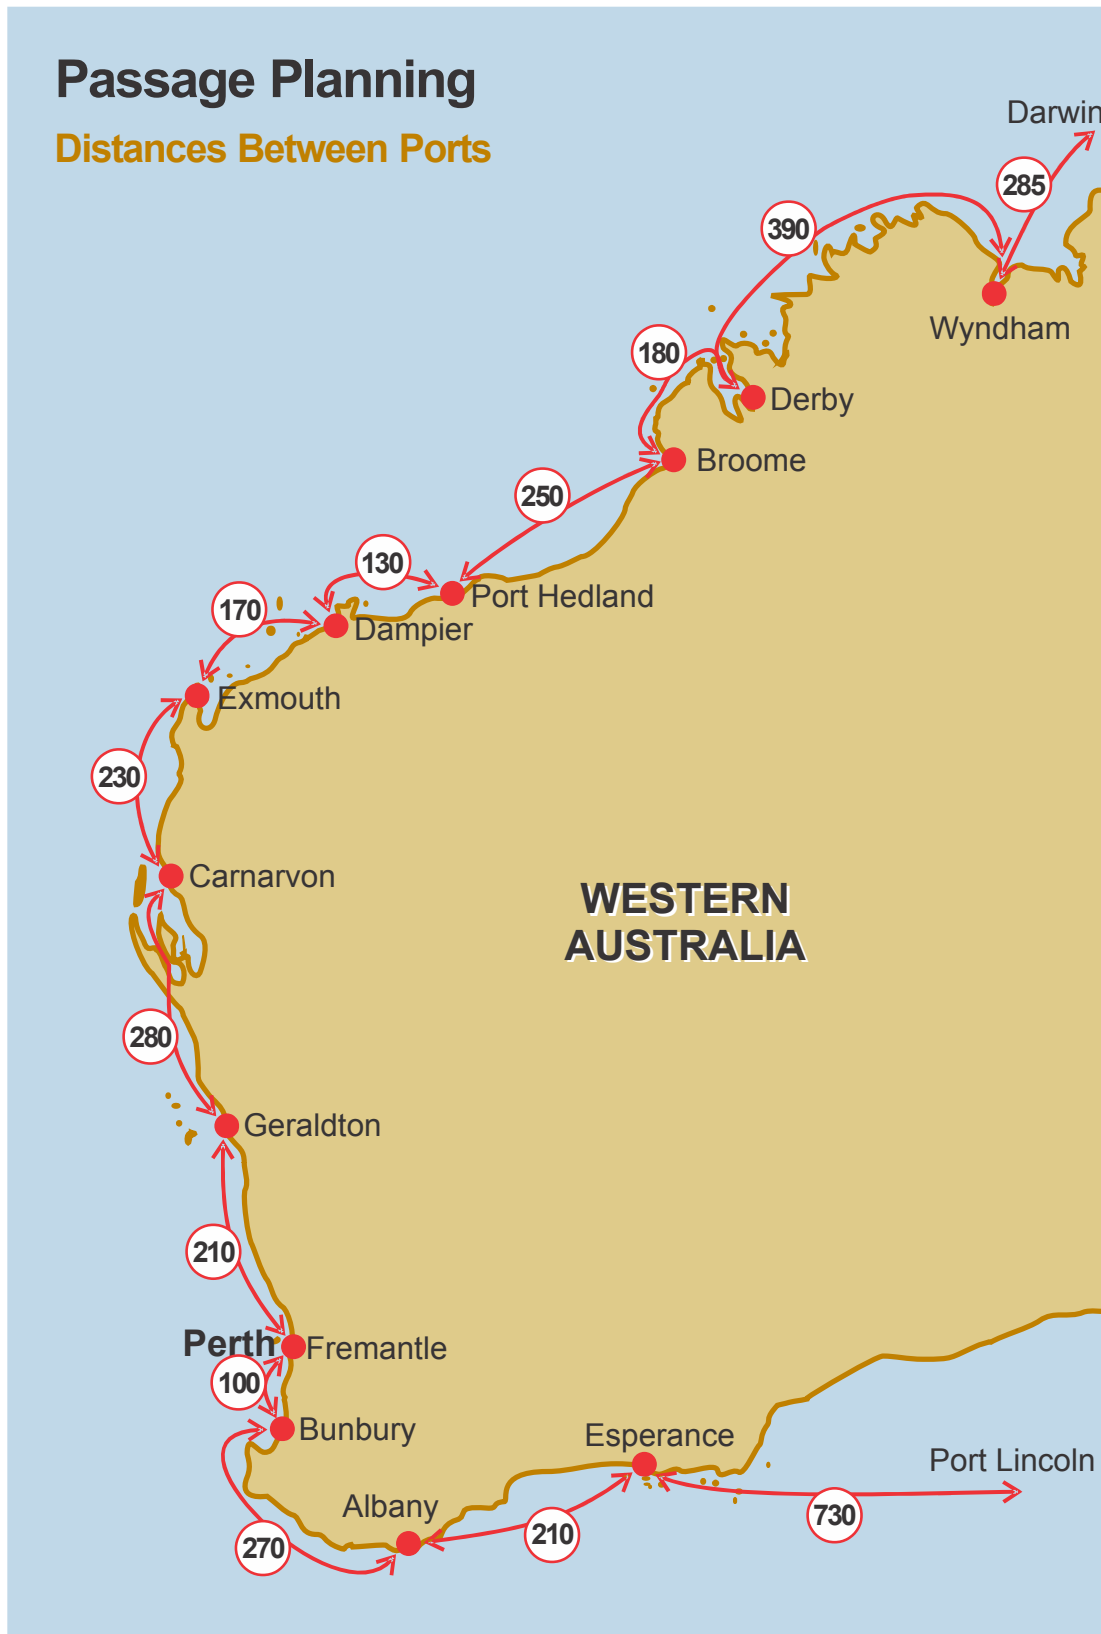 Passage Planning
Distances Between Ports
Darwin
285
390
Wyndham
180
Derby
Broome
250
130
Port Hedland
170
Dampier
Exmouth
230
Carnarvon
WESTERN
AUSTRALIA
280
Geraldton
210
Perth
Fremantle
100
Bunbury
Esperance
Port Lincoln
Albany
730
210
270